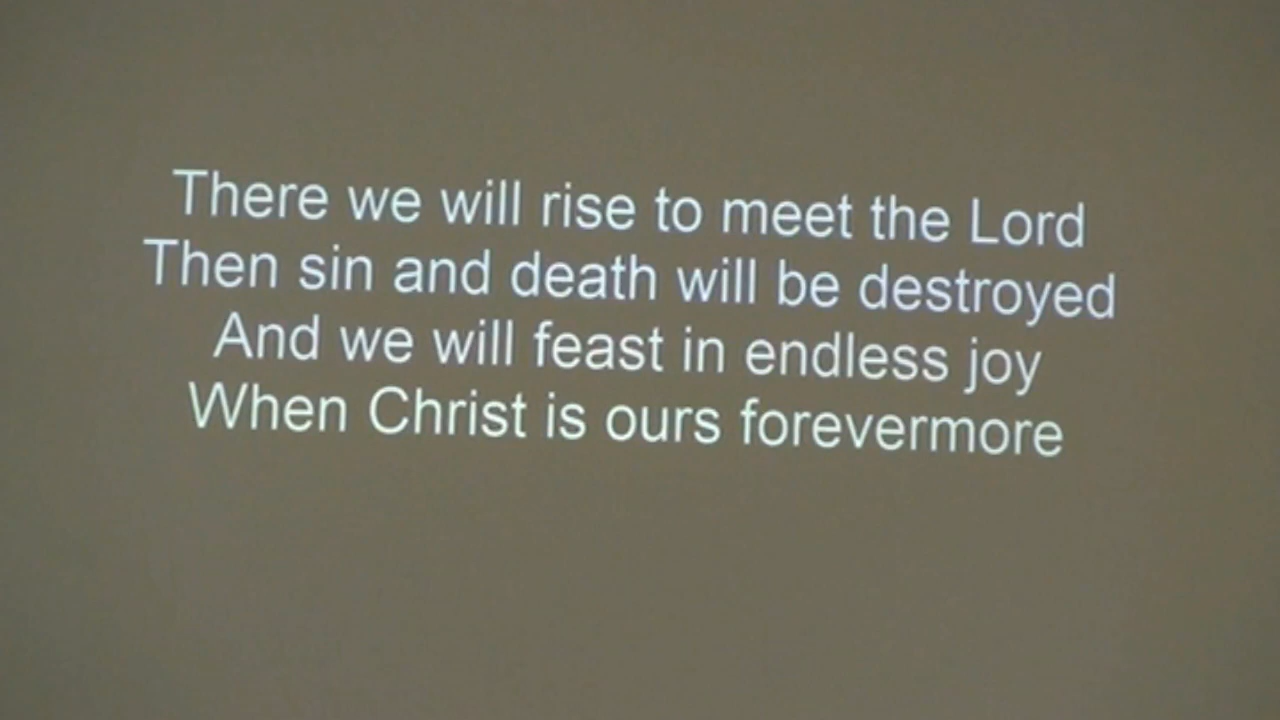 There we will rise to meet the Lord
Then sin and death will be destroyed
And we will feast in endless joy
When Christ is ours forevermore